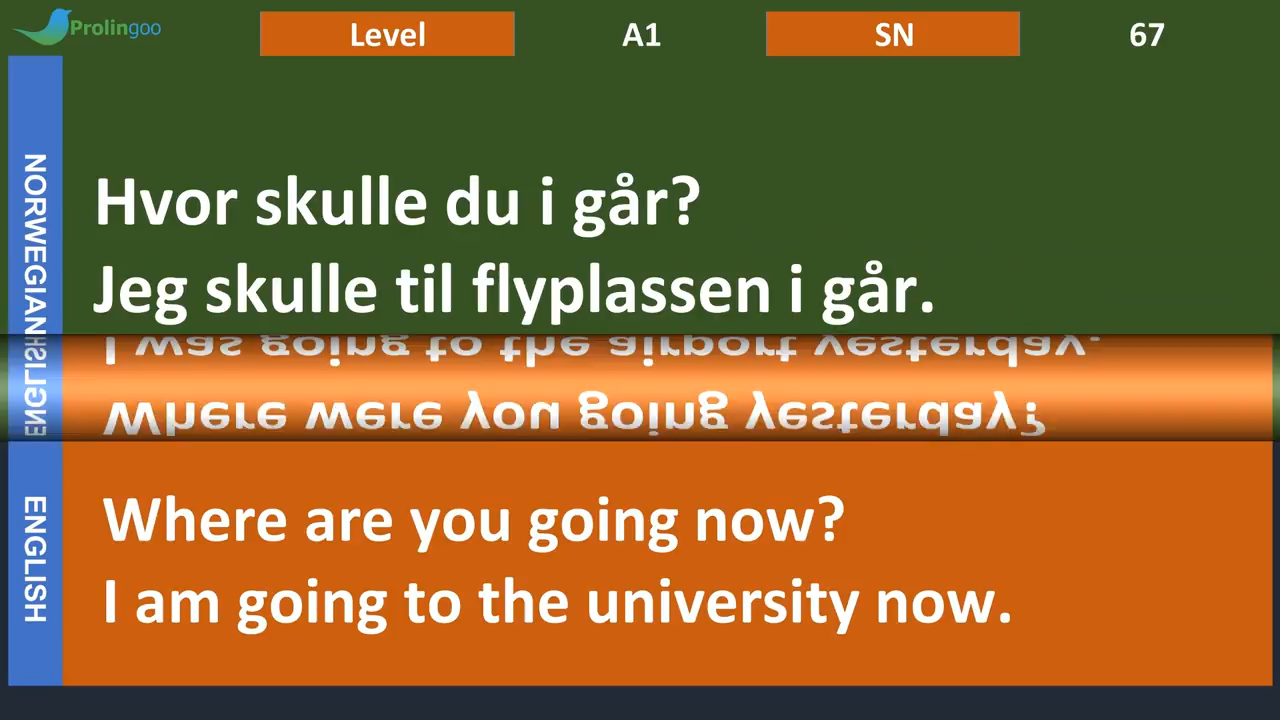 Prolingoo
Level A1 SN 67
NORWEGIAN
Hvor skulle du i går?
Jeg skulle til flyplassen i går.
I was going to the airport yesterday.
Where were you going yesterday?
ENGLISH
ENGLISH
Where are you going now?
I am going to the university now.